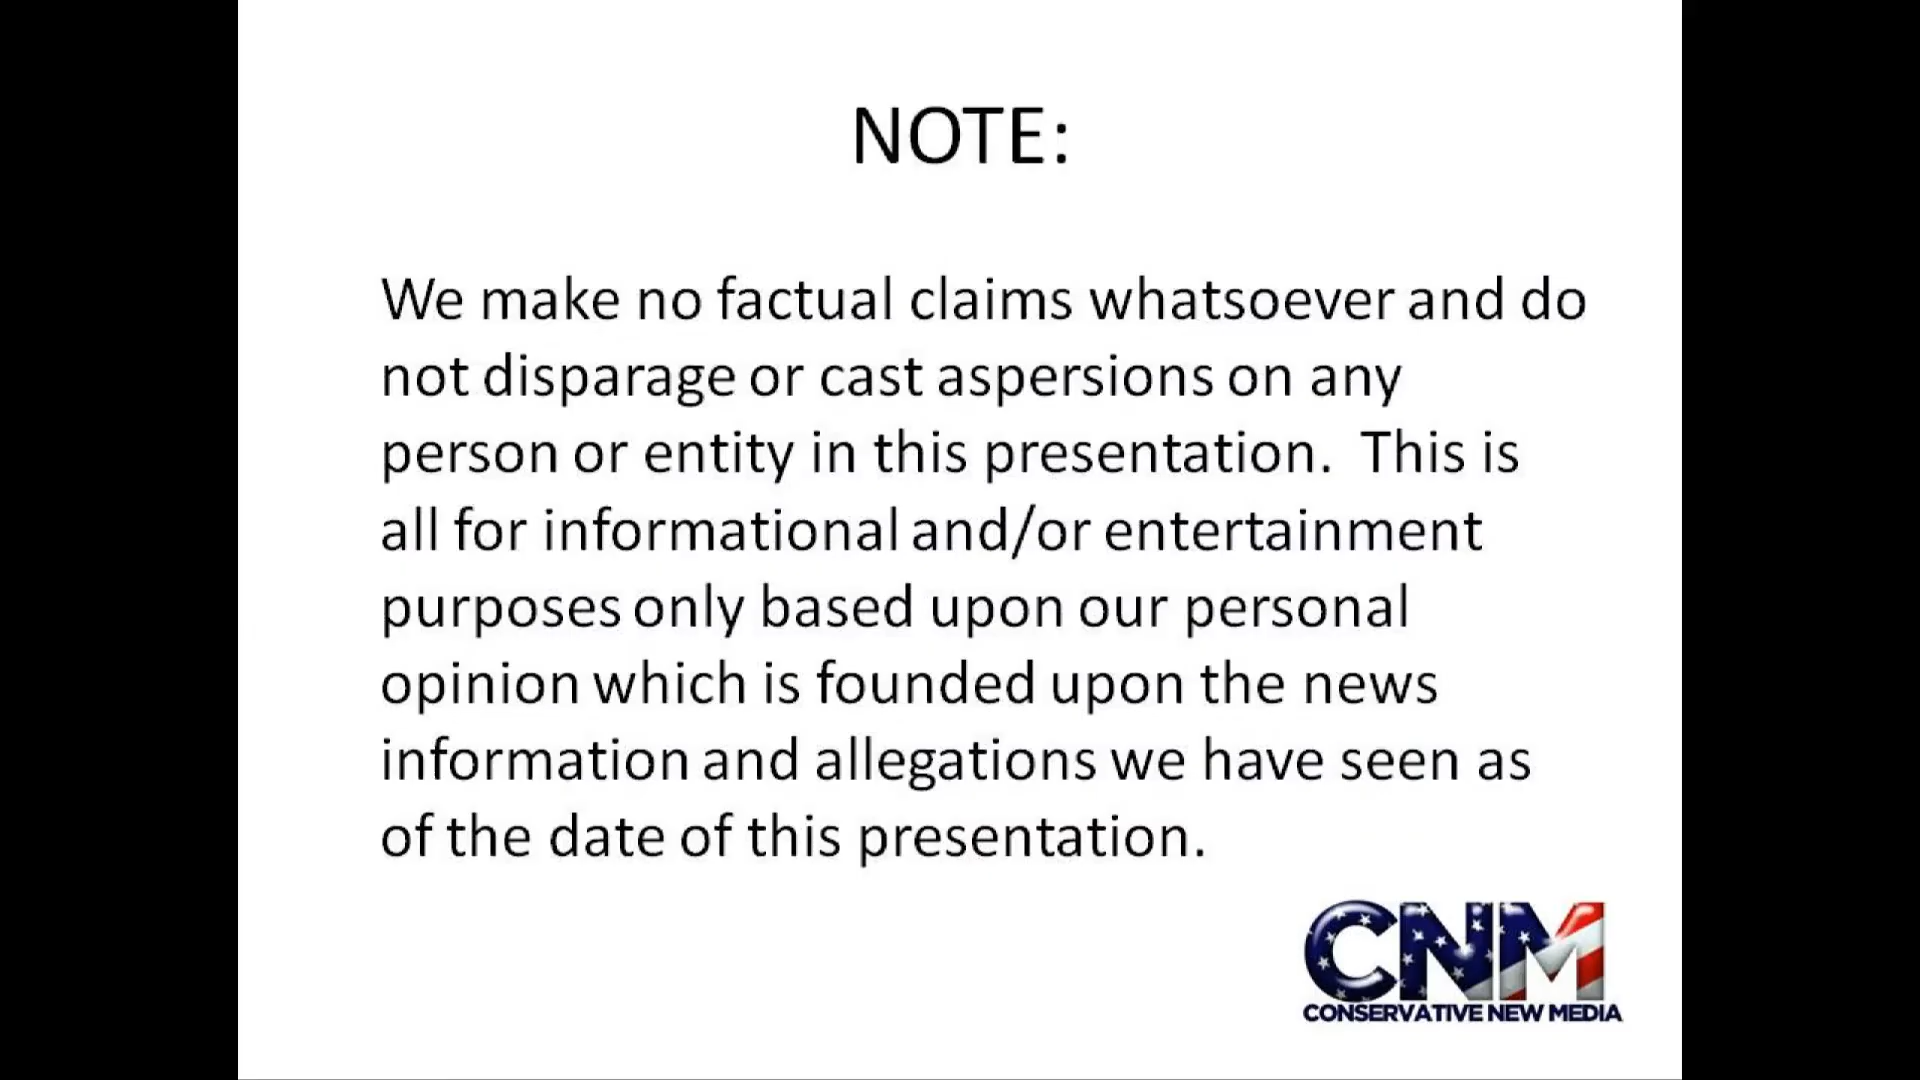 NOTE:
We make no factual claims whatsoever and do
not disparage or cast aspersions on any
person or entity in this presentation.  This is
all for informational and/or entertainment
purposes only based upon our personal
opinion which is founded upon the news
information and allegations we have seen as
of the date of this presentation.
CNM
CONSERVATIVE NEW MEDIA